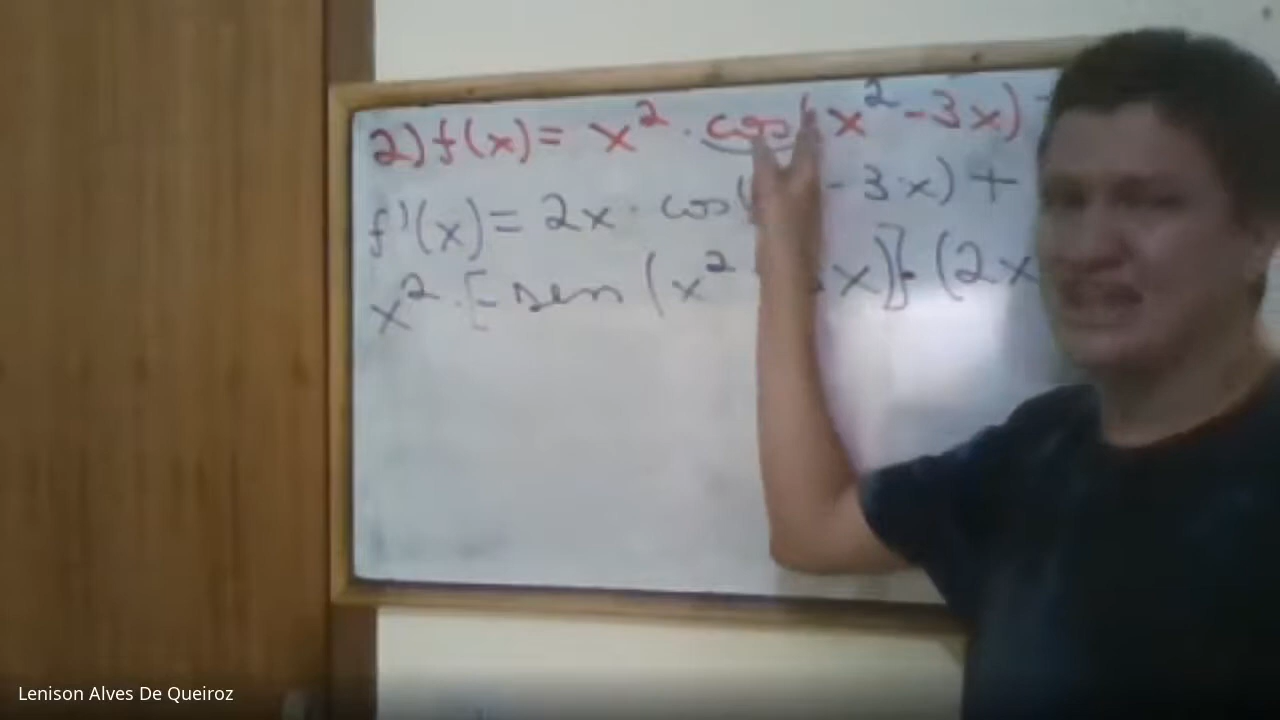 2) f(x) = x² · cos(x² - 3x)
f'(x) = 2x · cos( - 3x) +
x² · [- sen (x² x)] · (2x
Lenison Alves De Queiroz